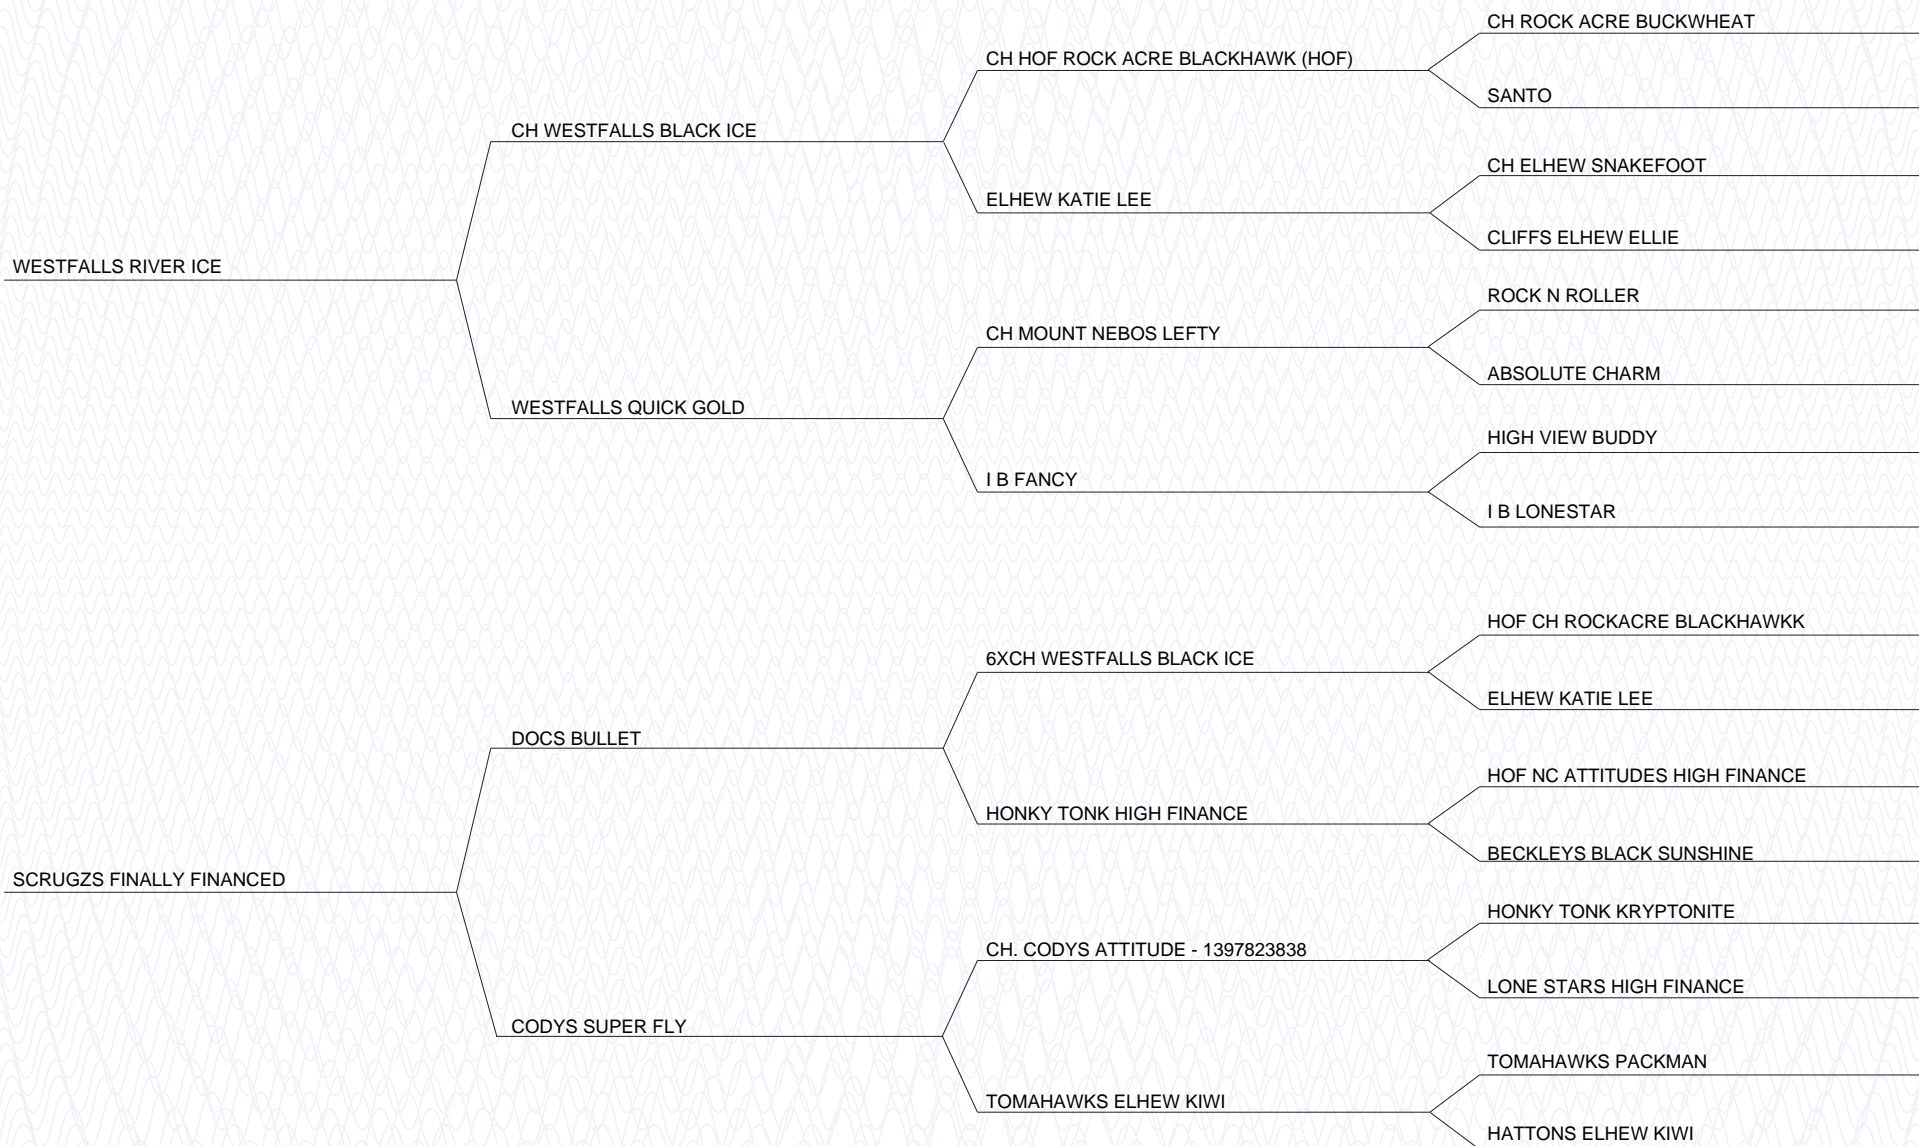 CH ROCK ACRE BUCKWHEAT
CH HOF ROCK ACRE BLACKHAWK (HOF)
SANTO
CH WESTFALLS BLACK ICE
CH ELHEW SNAKEFOOT
ELHEW KATIE LEE
CLIFFS ELHEW ELLIE
WESTFALLS RIVER ICE
ROCK N ROLLER
CH MOUNT NEBOS LEFTY
ABSOLUTE CHARM
WESTFALLS QUICK GOLD
HIGH VIEW BUDDY
I B FANCY
I B LONESTAR
HOF CH ROCKACRE BLACKHAWKK
6XCH WESTFALLS BLACK ICE
ELHEW KATIE LEE
DOCS BULLET
HOF NC ATTITUDES HIGH FINANCE
HONKY TONK HIGH FINANCE
BECKLEYS BLACK SUNSHINE
SCRUGZS FINALLY FINANCED
HONKY TONK KRYPTONITE
CH. CODYS ATTITUDE - 1397823838
LONE STARS HIGH FINANCE
CODYS SUPER FLY
TOMAHAWKS PACKMAN
TOMAHAWKS ELHEW KIWI
HATTONS ELHEW KIWI